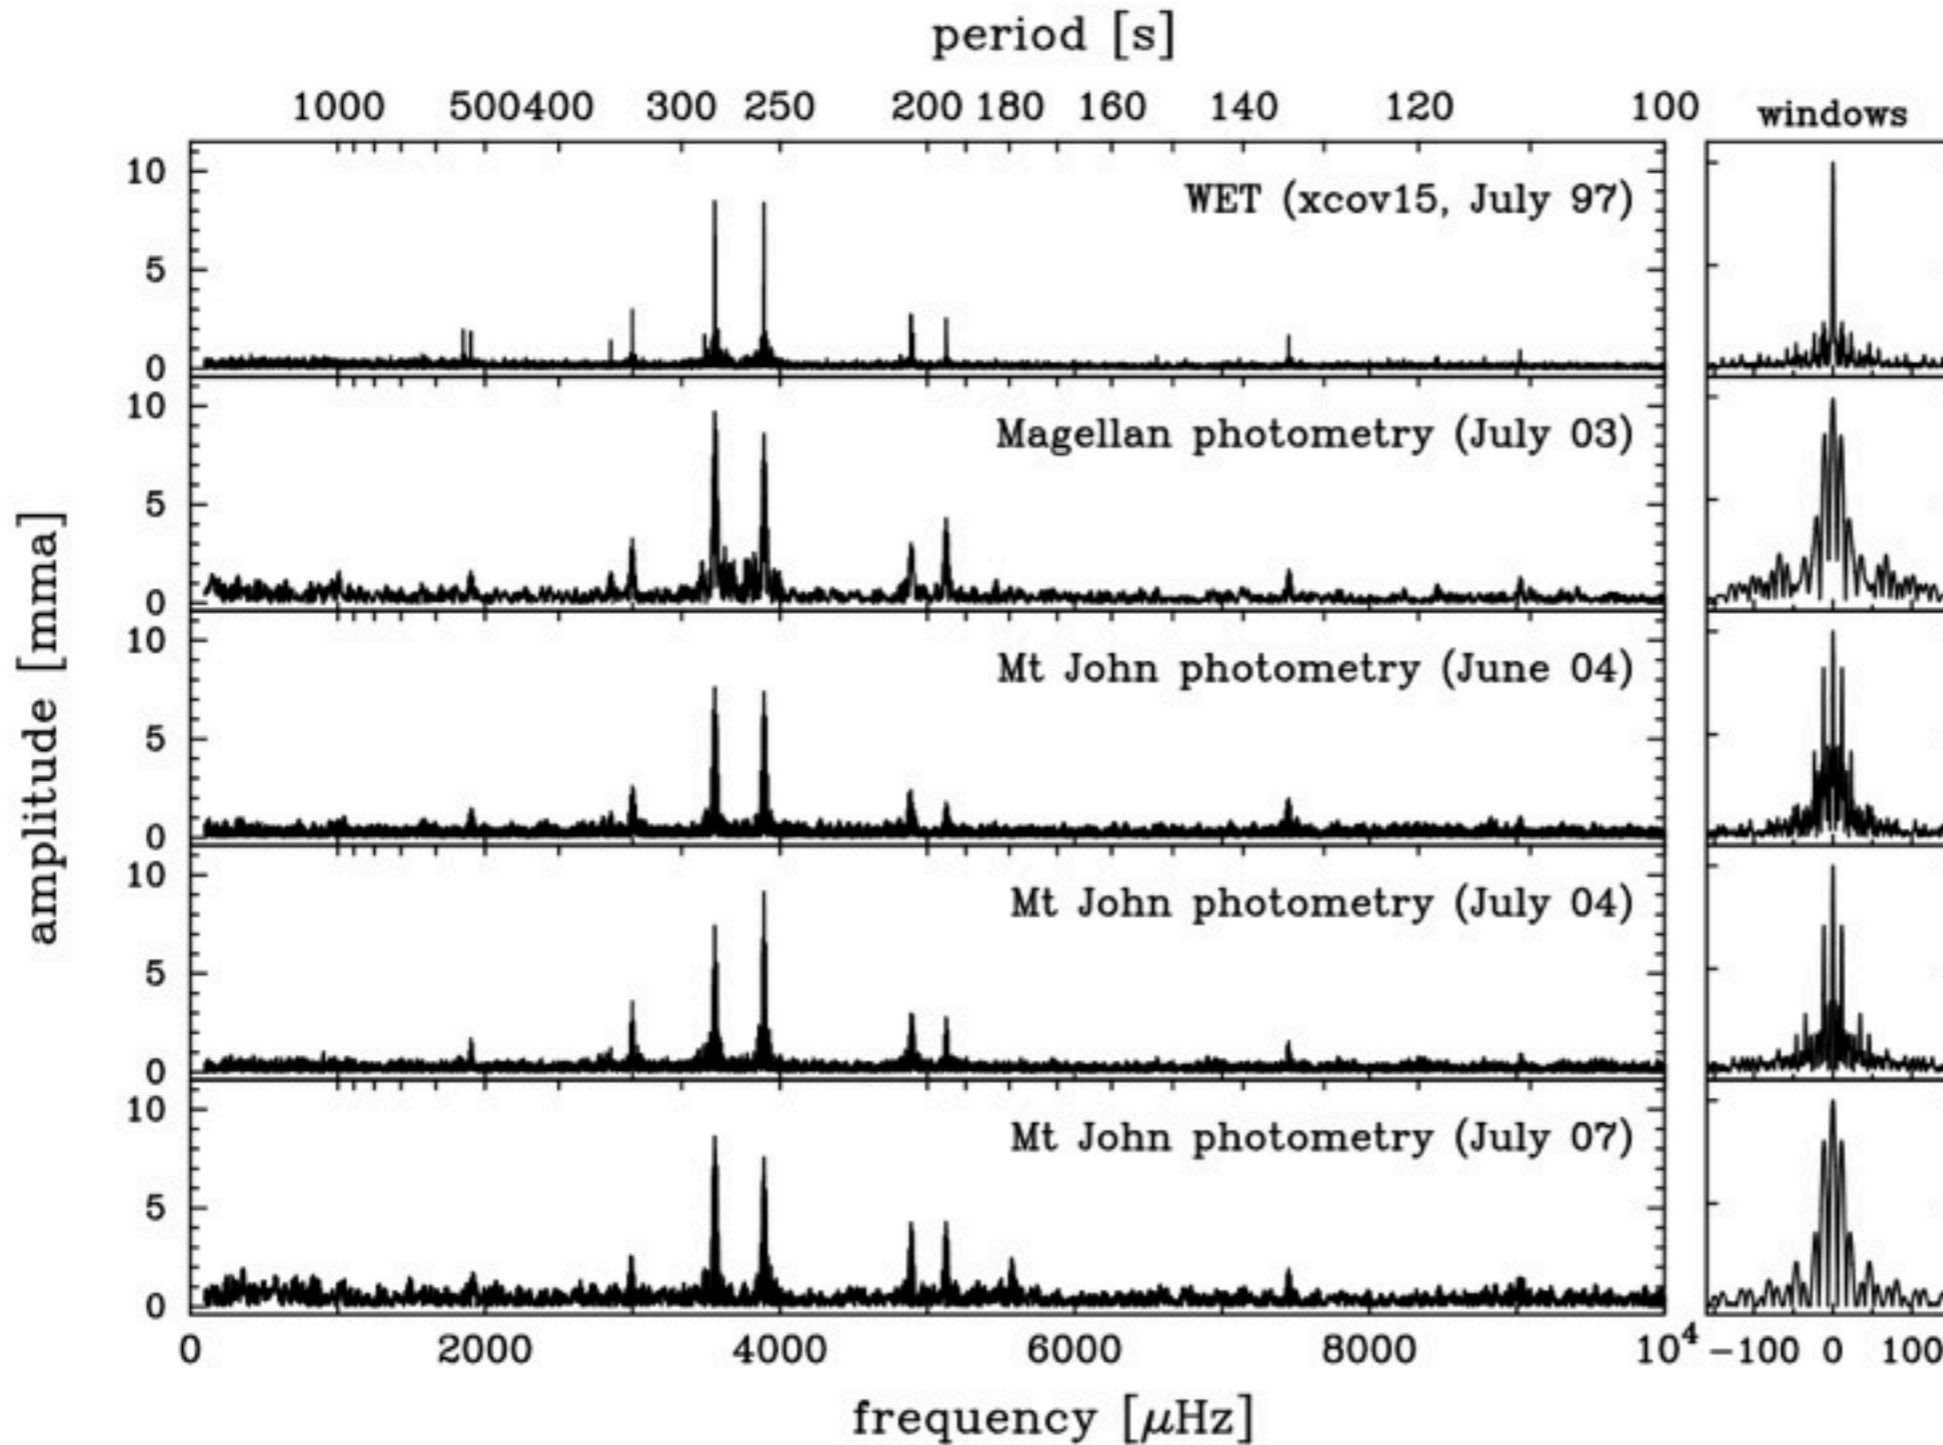 period [s]
1000 500 400 300 250 200 180 160 140 120 100 windows
10
5
0
WET (xcov15, July 97)
10
5
0
Magellan photometry (July 03)
10
5
0
Mt John photometry (June 04)
10
5
0
Mt John photometry (July 04)
10
5
0
Mt John photometry (July 07)
amplitude [mma]
0 2000 4000 6000 8000 10⁴ −100 0 100
frequency [μHz]